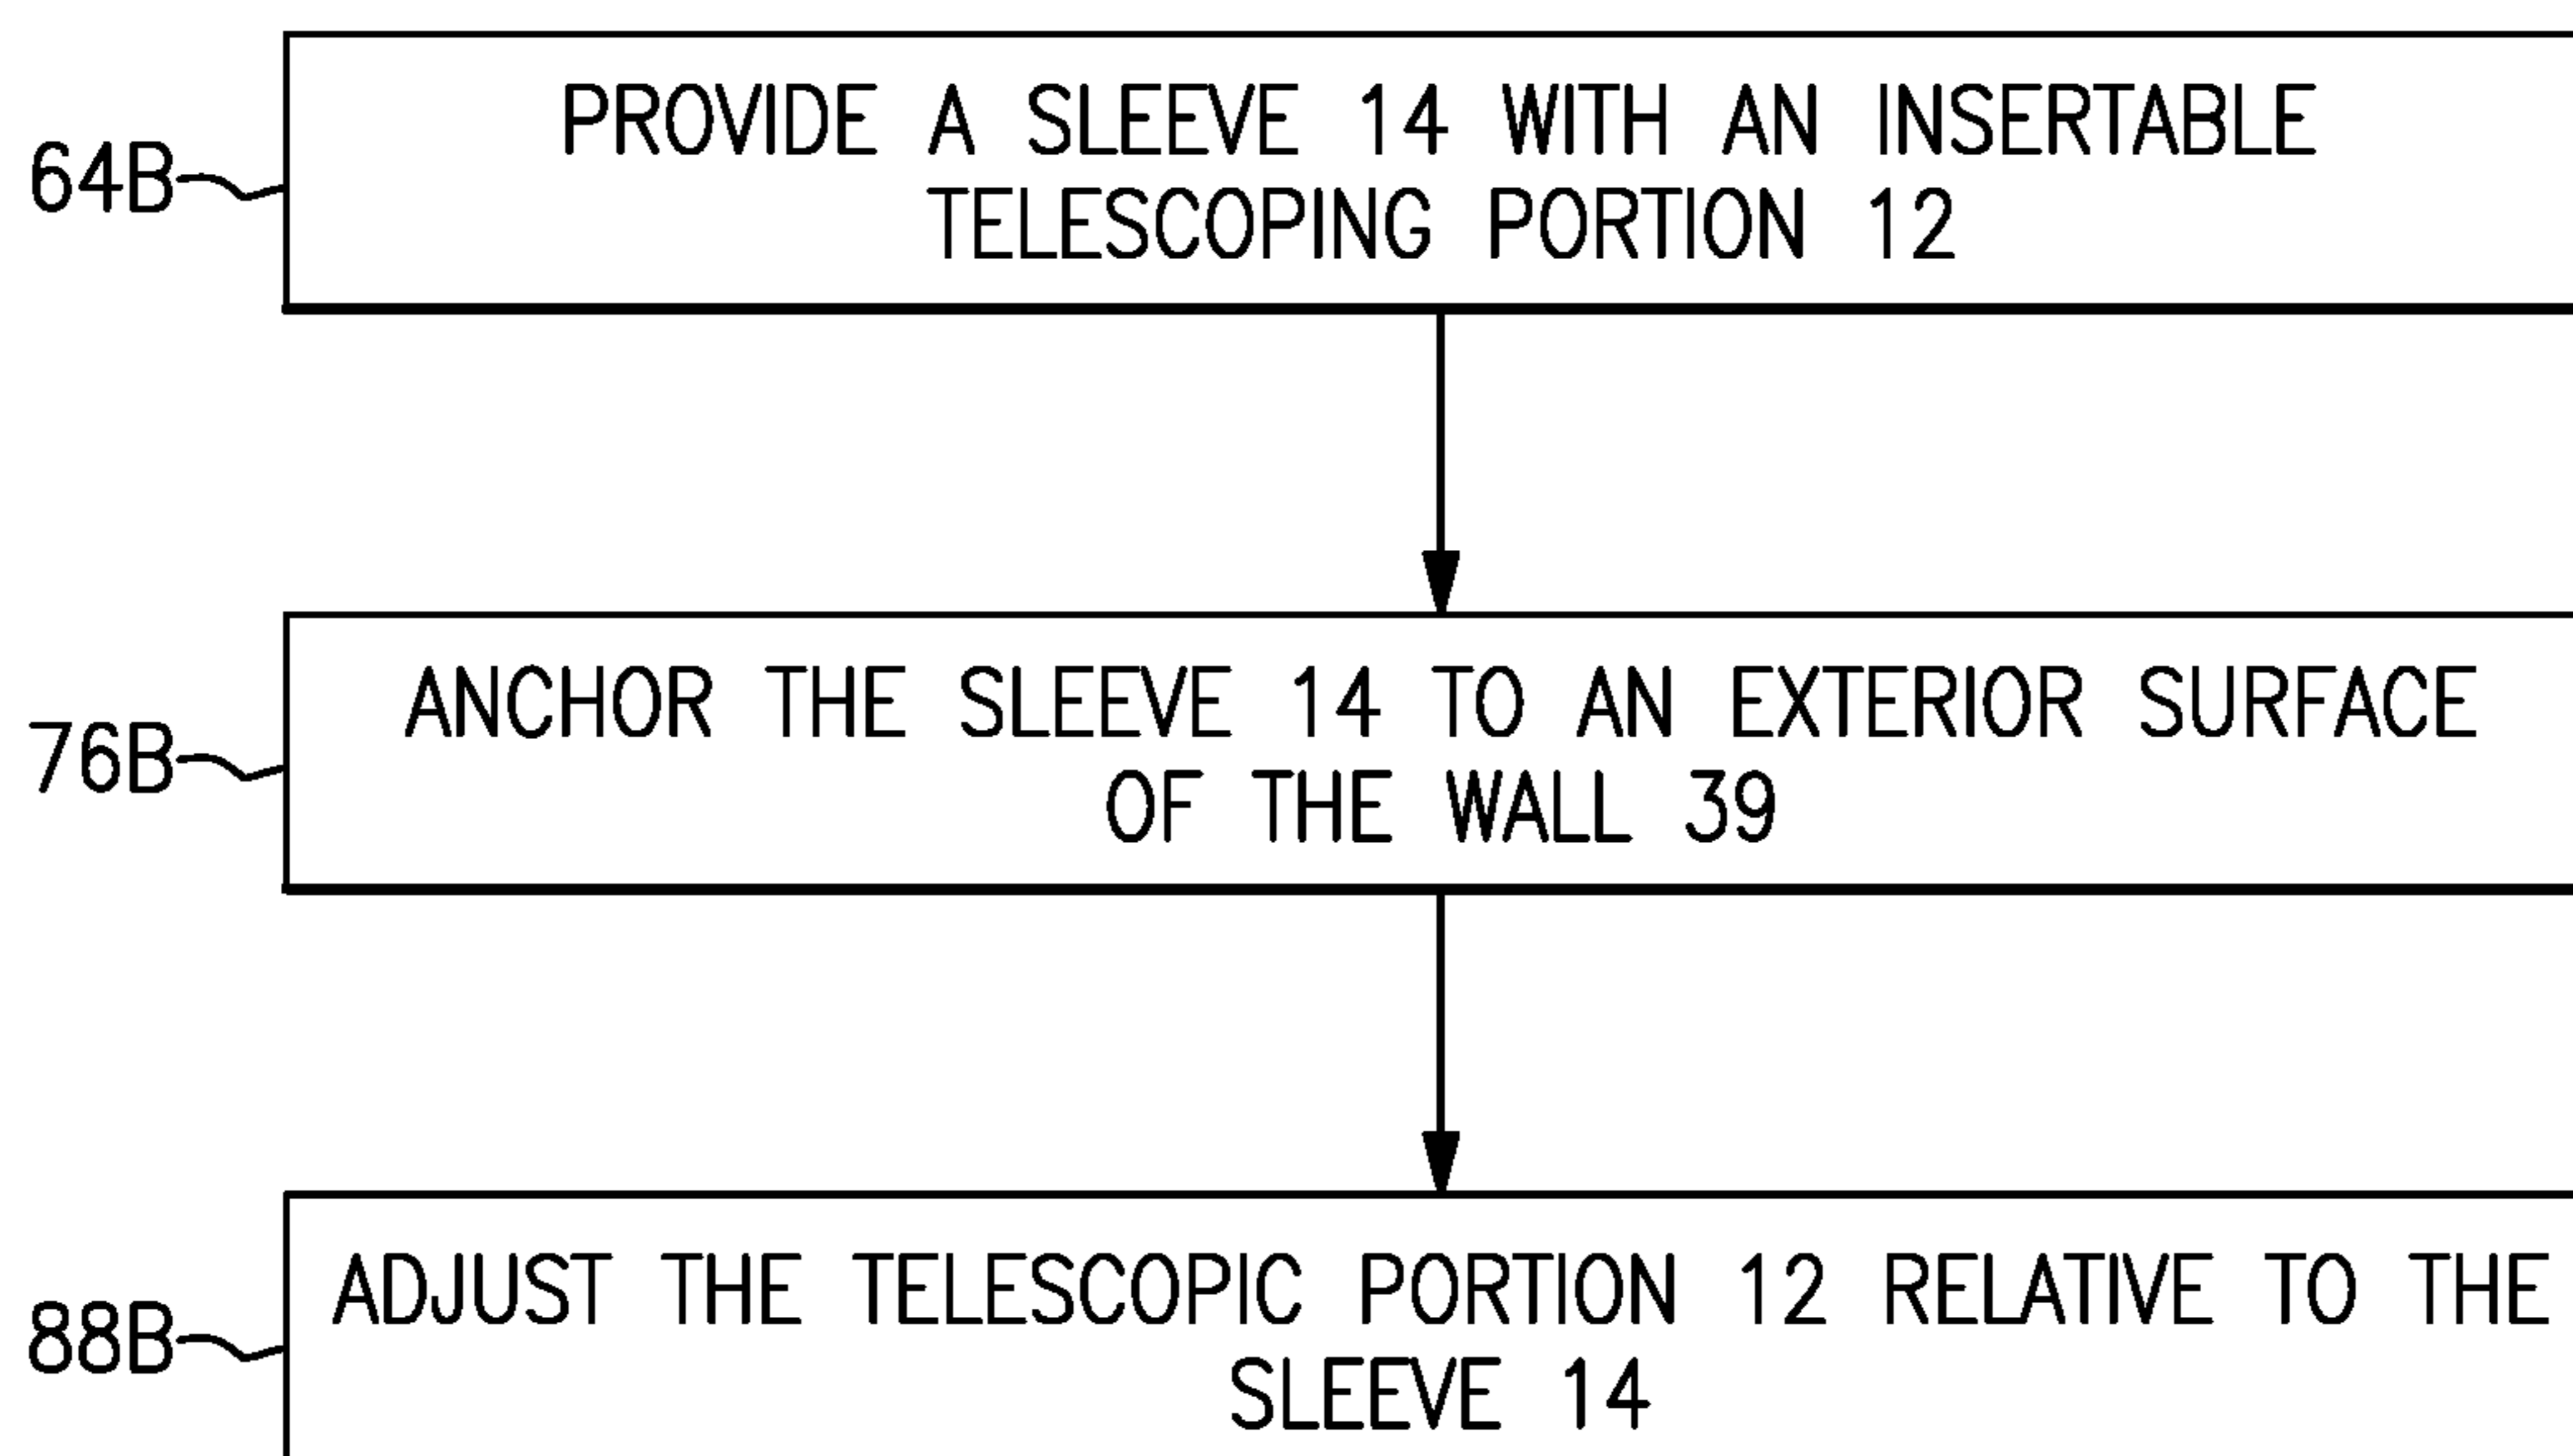 64B
PROVIDE A SLEEVE 14 WITH AN INSERTABLE
TELESCOPING PORTION 12
76B
ANCHOR THE SLEEVE 14 TO AN EXTERIOR SURFACE
OF THE WALL 39
88B
ADJUST THE TELESCOPIC PORTION 12 RELATIVE TO THE
SLEEVE 14